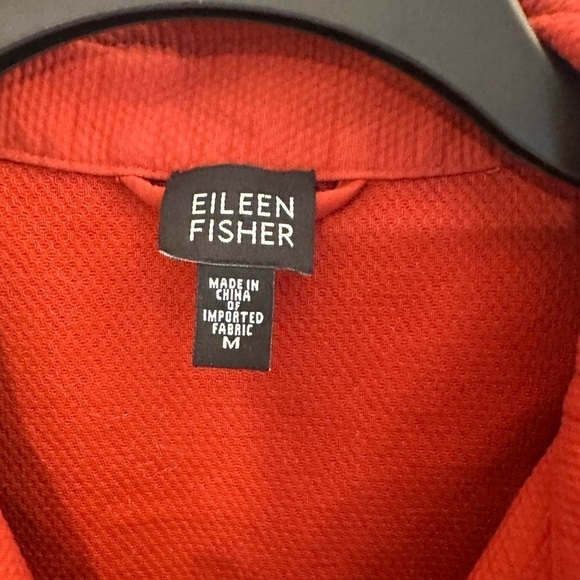 EILEEN
FISHER
MADE IN
CHINA
OF
IMPORTED
FABRIC
M